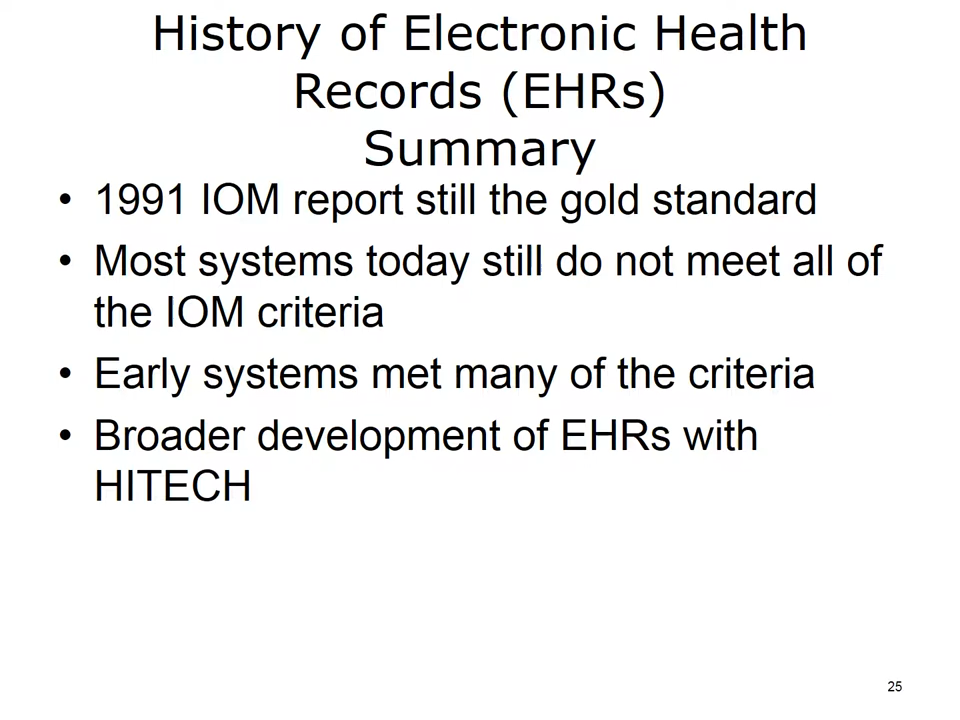 History of Electronic Health
Records (EHRs)
Summary
• 1991 IOM report still the gold standard
• Most systems today still do not meet all of
the IOM criteria
• Early systems met many of the criteria
• Broader development of EHRs with
HITECH
25